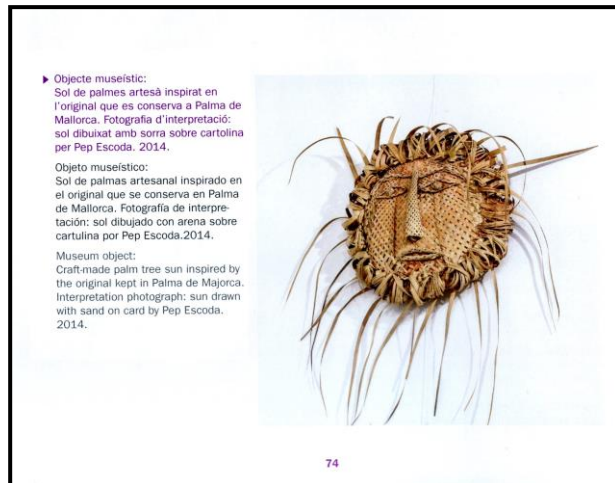 Objecte museístic:
Sol de palmes artesà inspirat en
l'original que es conserva a Palma de
Mallorca. Fotografia d'interpretació:
sol dibuixat amb sorra sobre cartolina
per Pep Escoda. 2014.
Objeto museístico:
Sol de palmas artesanal inspirado en
el original que se conserva en Palma
de Mallorca. Fotografía de interpre-
tación: sol dibujado con arena sobre
cartulina por Pep Escoda.2014.
Museum object:
Craft-made palm tree sun inspired by
the original kept in Palma de Majorca.
Interpretation photograph: sun drawn
with sand on card by Pep Escoda.
2014.
74